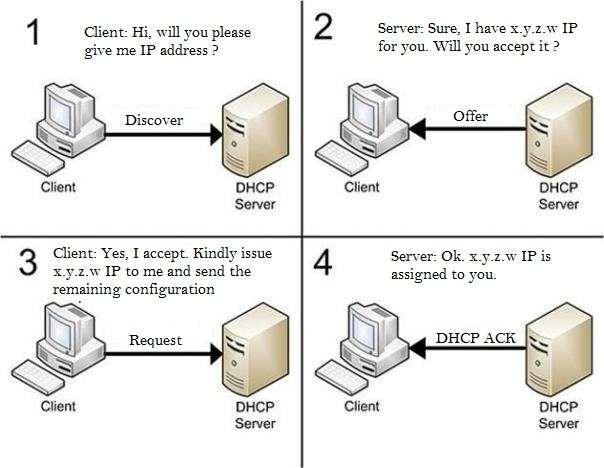 1
Client: Hi, will you please
give me IP address ?
Discover
Client
DHCP
Server
2
Server: Sure, I have x.y.z.w IP
for you. Will you accept it ?
Offer
Client
DHCP
Server
3
Client: Yes, I accept. Kindly issue
x.y.z.w IP to me and send the
remaining configuration
Request
Client
DHCP
Server
4
Server: Ok. x.y.z.w IP is
assigned to you.
DHCP ACK
Client
DHCP
Server